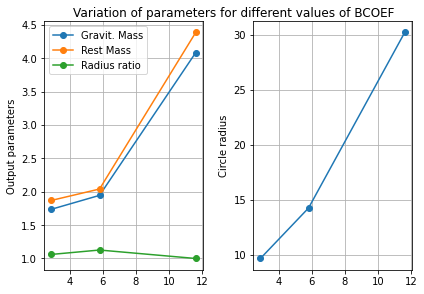 Variation of parameters for different values of BCOEF
Gravit. Mass
Rest Mass
Radius ratio
Output parameters
4.5
4.0
3.5
3.0
2.5
2.0
1.5
1.0
4 6 8 10 12
Circle radius
30
25
20
15
10
4 6 8 10 12